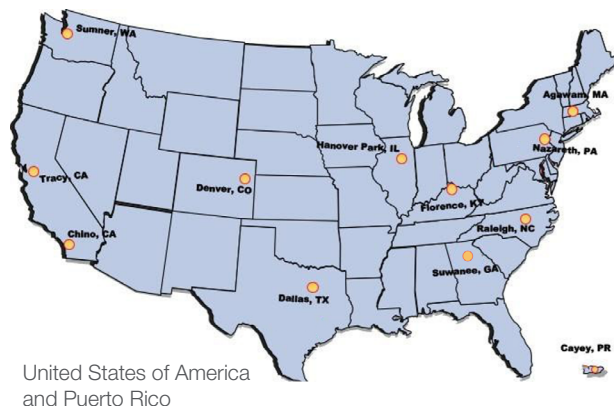 Sumner, WA
Agawam, MA
Hanover Park, IL
Nazareth, PA
Tracy, CA
Denver, CO
Florence, KY
Raleigh, NC
Chino, CA
Suwanee, GA
Dallas, TX
Cayey, PR
United States of America
and Puerto Rico